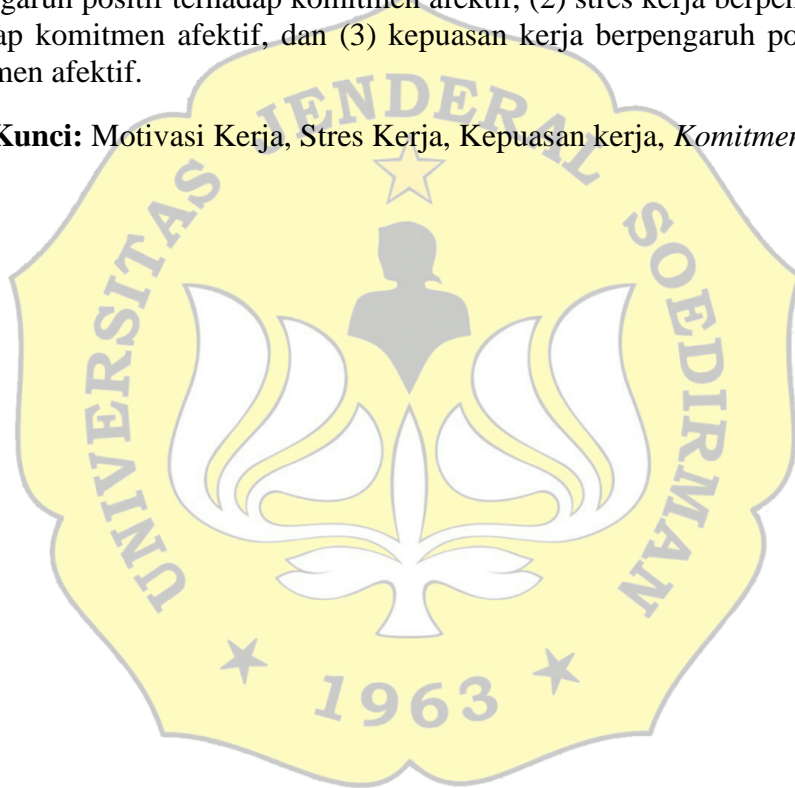 garuh positif terhadap komitmen afektif, (2) stres kerja berpen
ap komitmen afektif, dan (3) kepuasan kerja berpengaruh po
men afektif.
Kunci: Motivasi Kerja, Stres Kerja, Kepuasan kerja, Komitmen
UNIVERSITAS JENDERAL SOEDIRMAN
1963